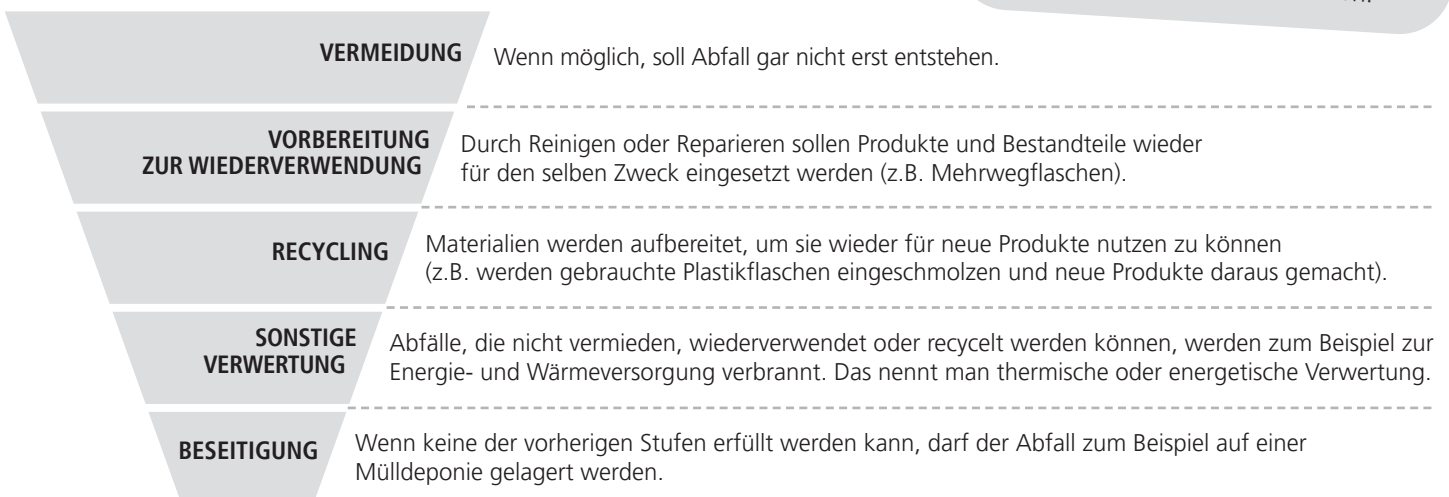 VERMEIDUNG
Wenn möglich, soll Abfall gar nicht erst entstehen.
VORBEREITUNG
ZUR WIEDERVERWENDUNG
Durch Reinigen oder Reparieren sollen Produkte und Bestandteile wieder
für den selben Zweck eingesetzt werden (z.B. Mehrwegflaschen).
RECYCLING
Materialien werden aufbereitet, um sie wieder für neue Produkte nutzen zu können
(z.B. werden gebrauchte Plastikflaschen eingeschmolzen und neue Produkte daraus gemacht).
SONSTIGE
VERWERTUNG
Abfälle, die nicht vermieden, wiederverwendet oder recycelt werden können, werden zum Beispiel zur
Energie- und Wärmeversorgung verbrannt. Das nennt man thermische oder energetische Verwertung.
BESEITIGUNG
Wenn keine der vorherigen Stufen erfüllt werden kann, darf der Abfall zum Beispiel auf einer
Mülldeponie gelagert werden.